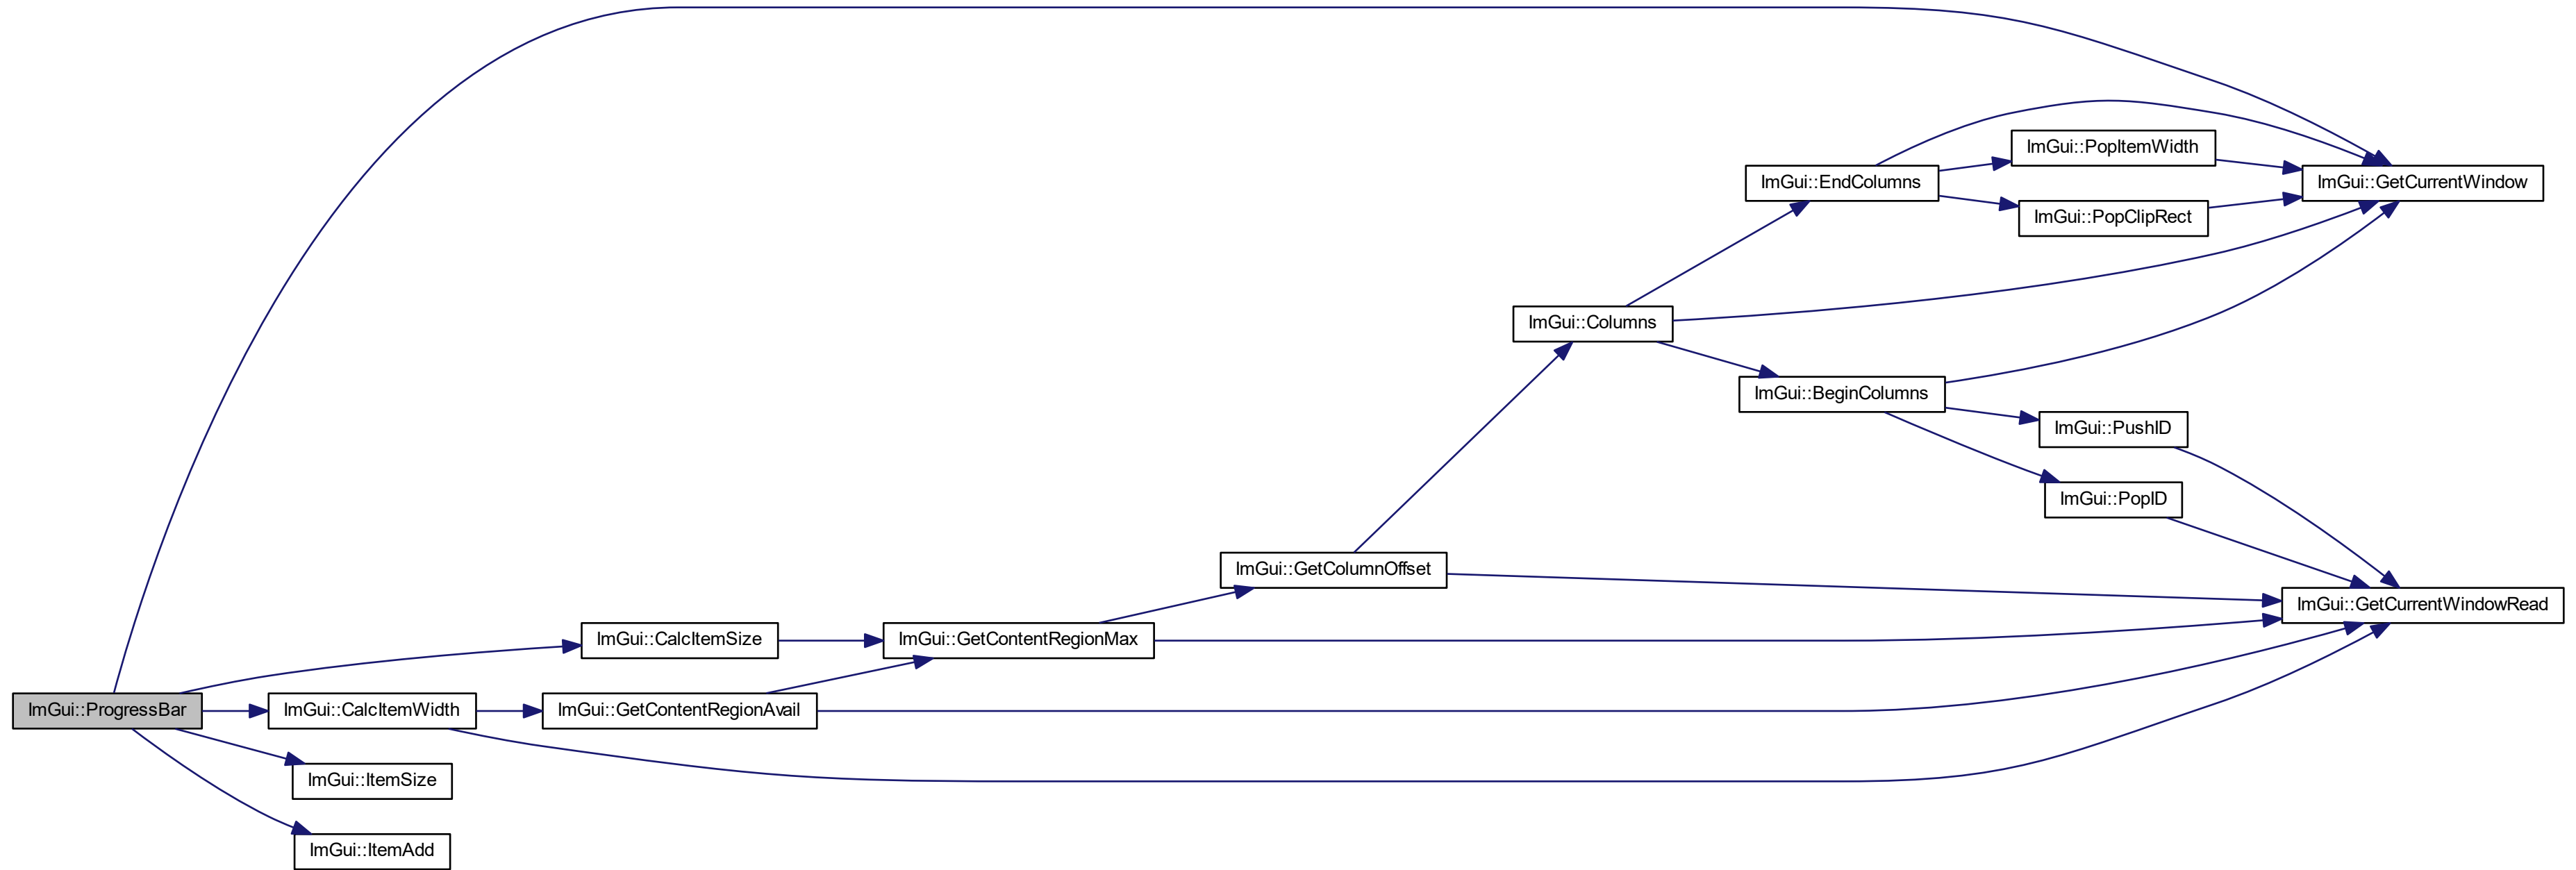 ImGui::PopItemWidth
ImGui::EndColumns
ImGui::GetCurrentWindow
ImGui::PopClipRect
ImGui::Columns
ImGui::BeginColumns
ImGui::PushID
ImGui::PopID
ImGui::GetColumnOffset
ImGui::GetCurrentWindowRead
ImGui::CalcItemSize
ImGui::GetContentRegionMax
ImGui::ProgressBar
ImGui::CalcItemWidth
ImGui::GetContentRegionAvail
ImGui::ItemSize
ImGui::ItemAdd